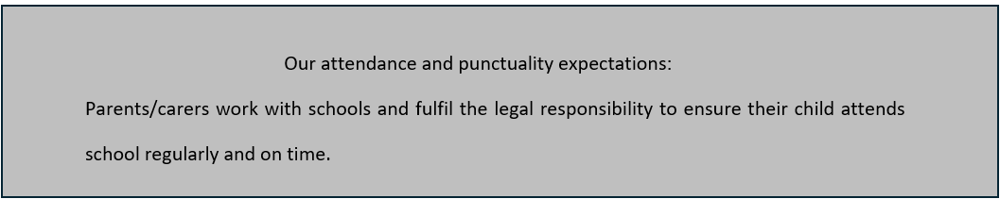 Our attendance and punctuality expectations:
Parents/carers work with schools and fulfil the legal responsibility to ensure their child attends
school regularly and on time.